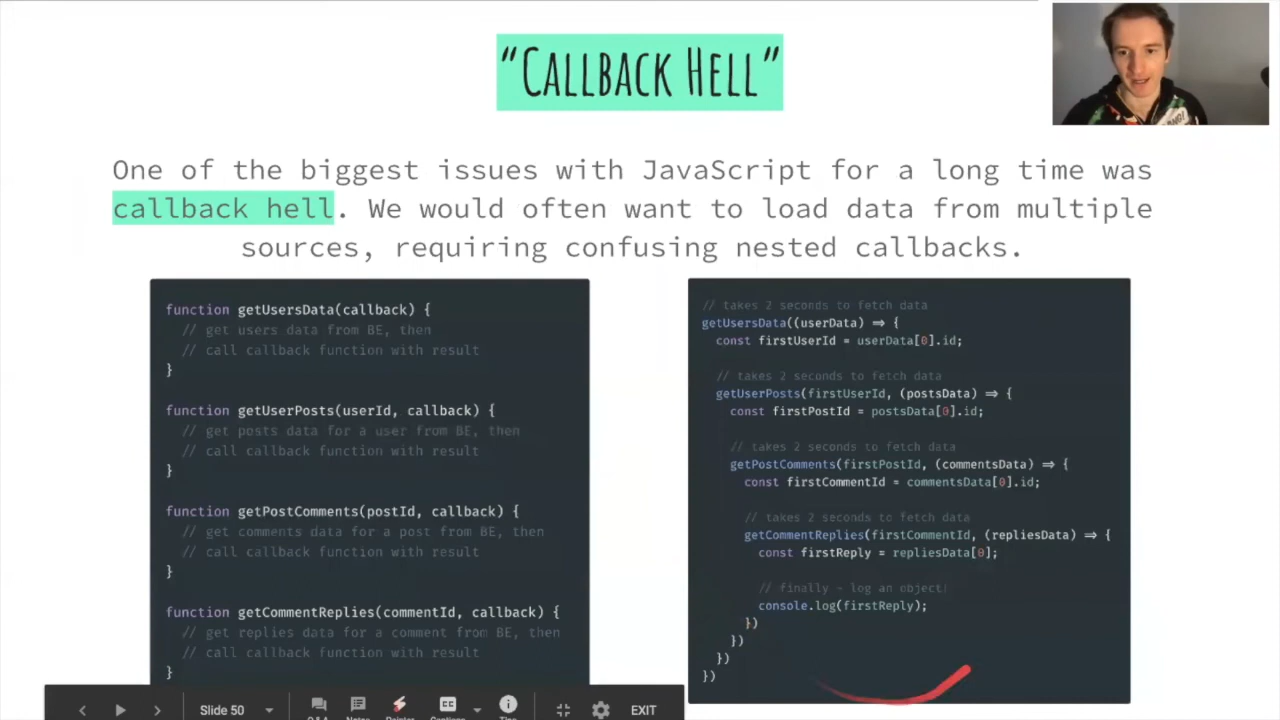 “CALLBACK HELL”
One of the biggest issues with JavaScript for a long time was
callback hell. We would often want to load data from multiple
sources, requiring confusing nested callbacks.
function getUsersData(callback) {
// get users data from BE, then
// call callback function with result
}
function getUserPosts(userId, callback) {
// get posts data for a user from BE, then
// call callback function with result
}
function getPostComments(postId, callback) {
// get comments data for a post from BE, then
// call callback function with result
}
function getCommentReplies(commentId, callback) {
// get replies data for a comment from BE, then
// call callback function with result
}
// takes 2 seconds to fetch data
getUsersData((userData) ⇒ {
const firstUserId = userData[0].id;
// takes 2 seconds to fetch data
getUserPosts(firstUserId, (postsData) ⇒ {
const firstPostId = postsData[0].id;
// takes 2 seconds to fetch data
getPostComments(firstPostId, (commentsData) ⇒ {
const firstCommentId = commentsData[0].id;
// takes 2 seconds to fetch data
getCommentReplies(firstCommentId, (repliesData) ⇒ {
const firstReply = repliesData[0];
// finally - log an object!
console.log(firstReply);
})
})
})
})
Slide 50
EXIT